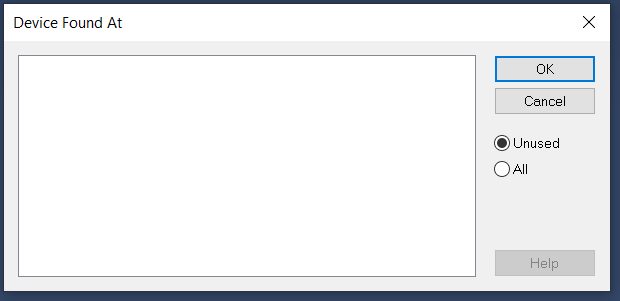 Device Found At
OK
Cancel
Unused
All
Help